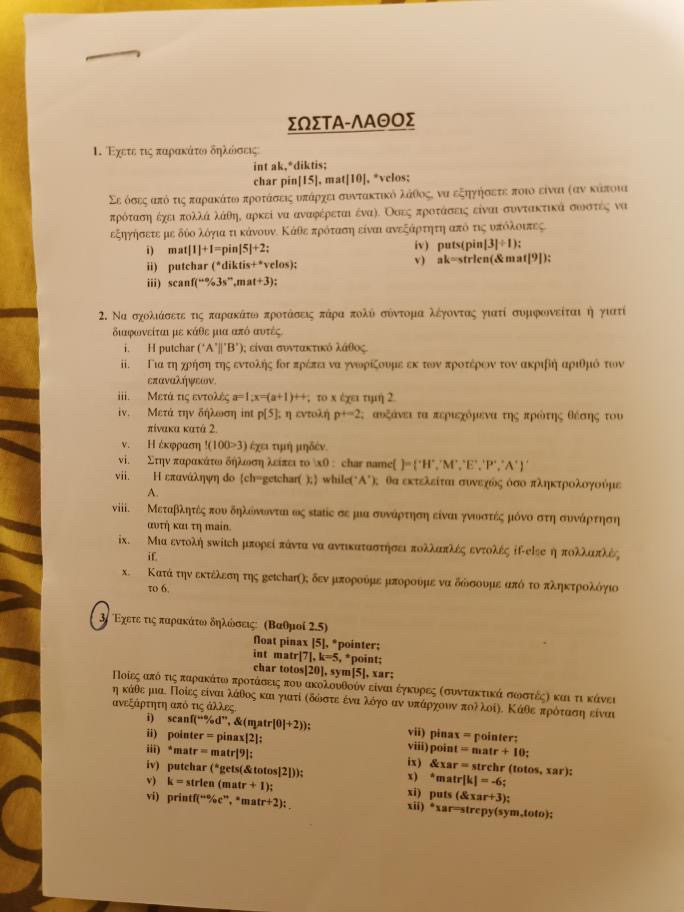 ΣΩΣΤΑ-ΛΑΘΟΣ
1. Έχετε τις παρακάτω δηλώσεις:
int ak,*diktis;
char pin[15], mat[10], *velos;
Σε όσες από τις παρακάτω προτάσεις υπάρχει συντακτικό λάθος, να εξηγήσετε ποιο είναι (αν κάποια
πρόταση έχει πολλά λάθη, αρκεί να αναφέρεται ένα). Όσες προτάσεις είναι συντακτικά σωστές να
εξηγήσετε με δύο λόγια τι κάνουν. Κάθε πρόταση είναι ανεξάρτητη από τις υπόλοιπες.
i) mat[1]+1=pin[5]+2;
ii) putchar (*diktis+*velos);
iii) scanf(“%3s”,mat+3);
iv) puts(pin[3]+1);
v) ak=strlen(&mat[9]);
2. Να σχολιάσετε τις παρακάτω προτάσεις πάρα πολύ σύντομα λέγοντας γιατί συμφωνείται ή γιατί
διαφωνείται με κάθε μια από αυτές.
i. Η putchar (‘A’||’B’); είναι συντακτικό λάθος.
ii. Για τη χρήση της εντολής for πρέπει να γνωρίζουμε εκ των προτέρων τον ακριβή αριθμό των
επαναλήψεων.
iii. Μετά τις εντολές a=1;x=(a+1)++; το x έχει τιμή 2.
iv. Μετά την δήλωση int p[5]; η εντολή p+=2; αυξάνει τα περιεχόμενα της πρώτης θέσης του
πίνακα κατά 2.
v. Η έκφραση !(100>3) έχει τιμή μηδέν.
vi. Στην παρακάτω δήλωση λείπει το \x0 : char name[ ]={‘H’,’M’,’E’,’P’,’A’}
vii. Η επανάληψη do {ch=getchar( );} while(‘A’); θα εκτελείται συνεχώς όσο πληκτρολογούμε
A.
viii. Μεταβλητές που δηλώνονται ως static σε μια συνάρτηση είναι γνωστές μόνο στη συνάρτηση
αυτή και τη main.
ix. Μια εντολή switch μπορεί πάντα να αντικαταστήσει πολλαπλές εντολές if-else ή πολλαπλές
if.
x. Κατά την εκτέλεση της getchar(); δεν μπορούμε μπορούμε να δώσουμε από το πληκτρολόγιο
το 6.
3. Έχετε τις παρακάτω δηλώσεις: (Βαθμοί 2.5)
float pinax [5], *pointer;
int matr[7], k=5, *point;
char totos[20], sym[5], xar;
Ποίες από τις παρακάτω προτάσεις που ακολουθούν είναι έγκυρες (συντακτικά σωστές) και τι κάνει
η κάθε μια. Ποίες είναι λάθος και γιατί (δώστε ένα λόγο αν υπάρχουν πολλοί). Κάθε πρόταση είναι
ανεξάρτητη από τις άλλες.
i) scanf(“%d”, &(matr[0]+2));
ii) pointer = pinax[2];
iii) *matr = matr[9];
iv) putchar (*gets(&totos[2]));
v) k = strlen (matr + 1);
vi) printf(“%c”, *matr+2);
vii) pinax = pointer;
viii) point = matr + 10;
ix) &xar = strchr (totos, xar);
x) *matr[k] = -6;
xi) puts (&xar+3);
xii) *xar=strcpy(sym,toto);